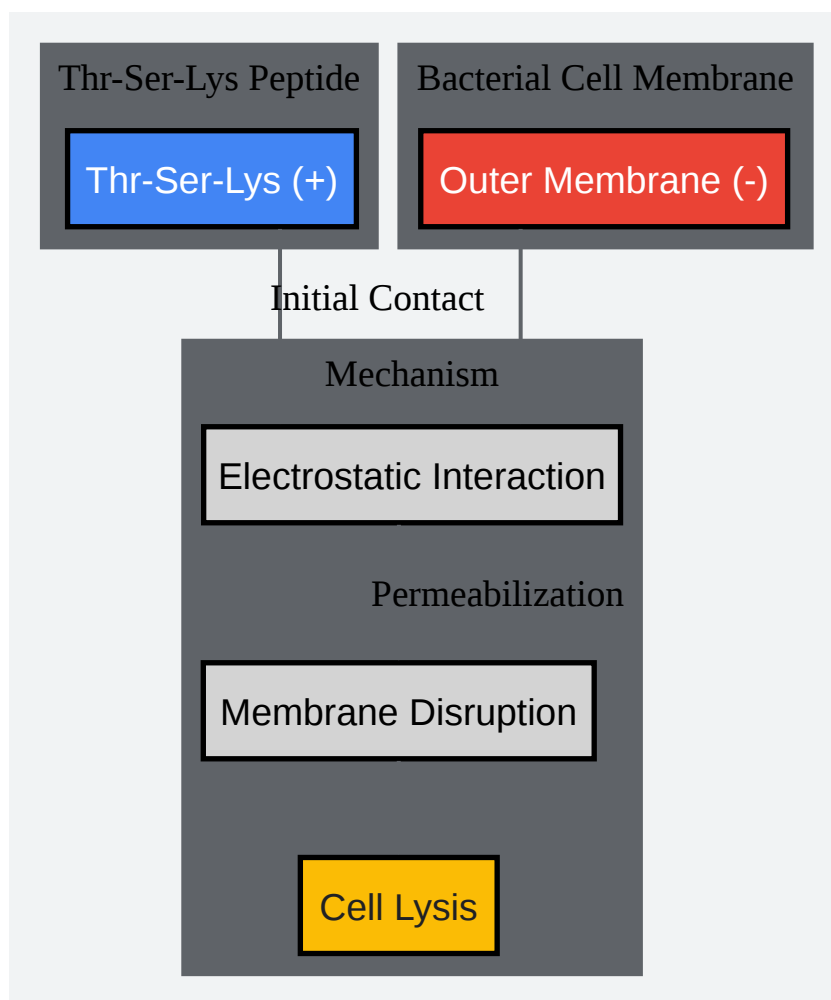 Thr-Ser-Lys Peptide
Bacterial Cell Membrane
Thr-Ser-Lys (+)
Outer Membrane (-)
Initial Contact
Mechanism
Electrostatic Interaction
Permeabilization
Membrane Disruption
Cell Lysis